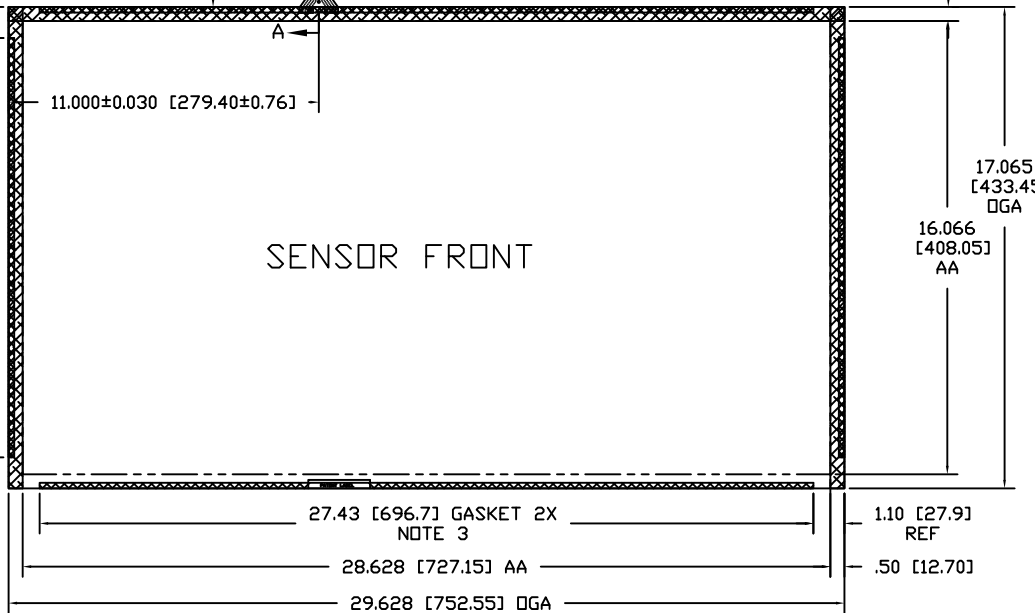 A
11.000±0.030 [279.40±0.76]
17.065
[433.45
OGA
16.066
[408.05]
AA
SENSOR FRONT
27.43 [696.7] GASKET 2X
NOTE 3
1.10 [27.9]
REF
28.628 [727.15] AA
.50 [12.70]
29.628 [752.55] OGA